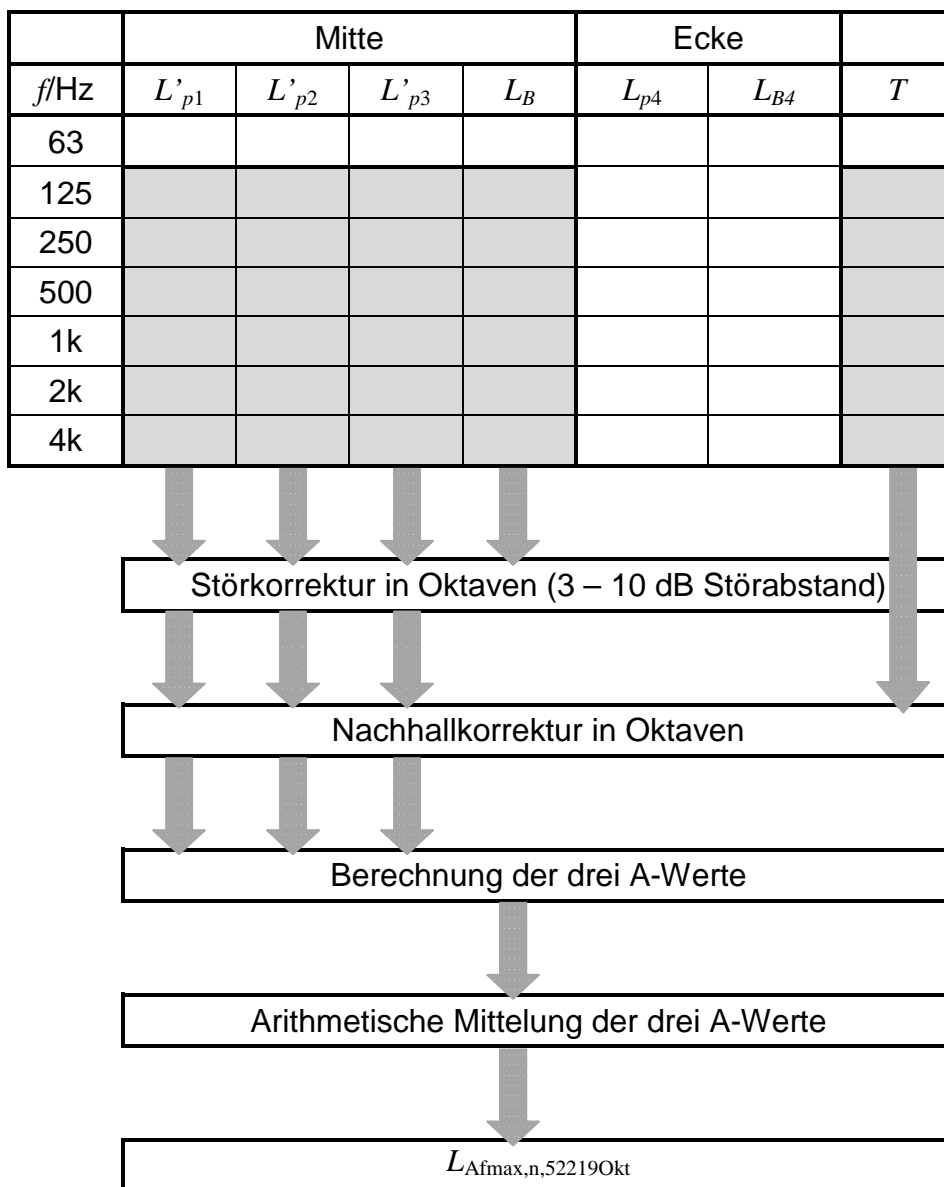 Mitte Ecke
f/Hz L’p1 L’p2 L’p3 LB Lp4 LB4 T
63
125
250
500
1k
2k
4k
Störkorrektur in Oktaven (3 – 10 dB Störabstand)
Nachhallkorrektur in Oktaven
Berechnung der drei A-Werte
Arithmetische Mittelung der drei A-Werte
LAfmax,n,52219Okt